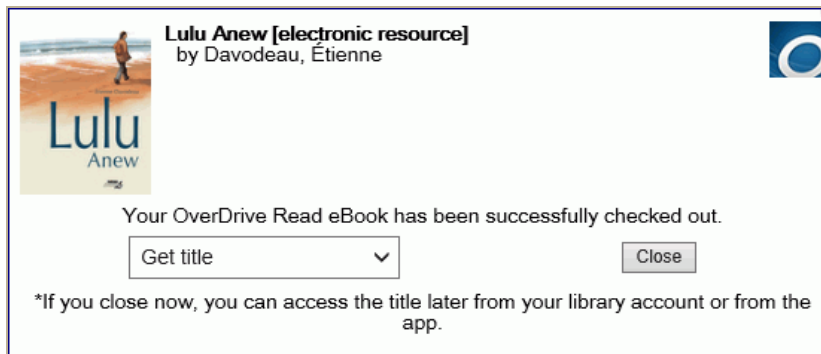 Lulu Anew [electronic resource]
by Davodeau, Étienne
Lulu
Anew
Your OverDrive Read eBook has been successfully checked out.
Get title
Close
*If you close now, you can access the title later from your library account or from the
app.